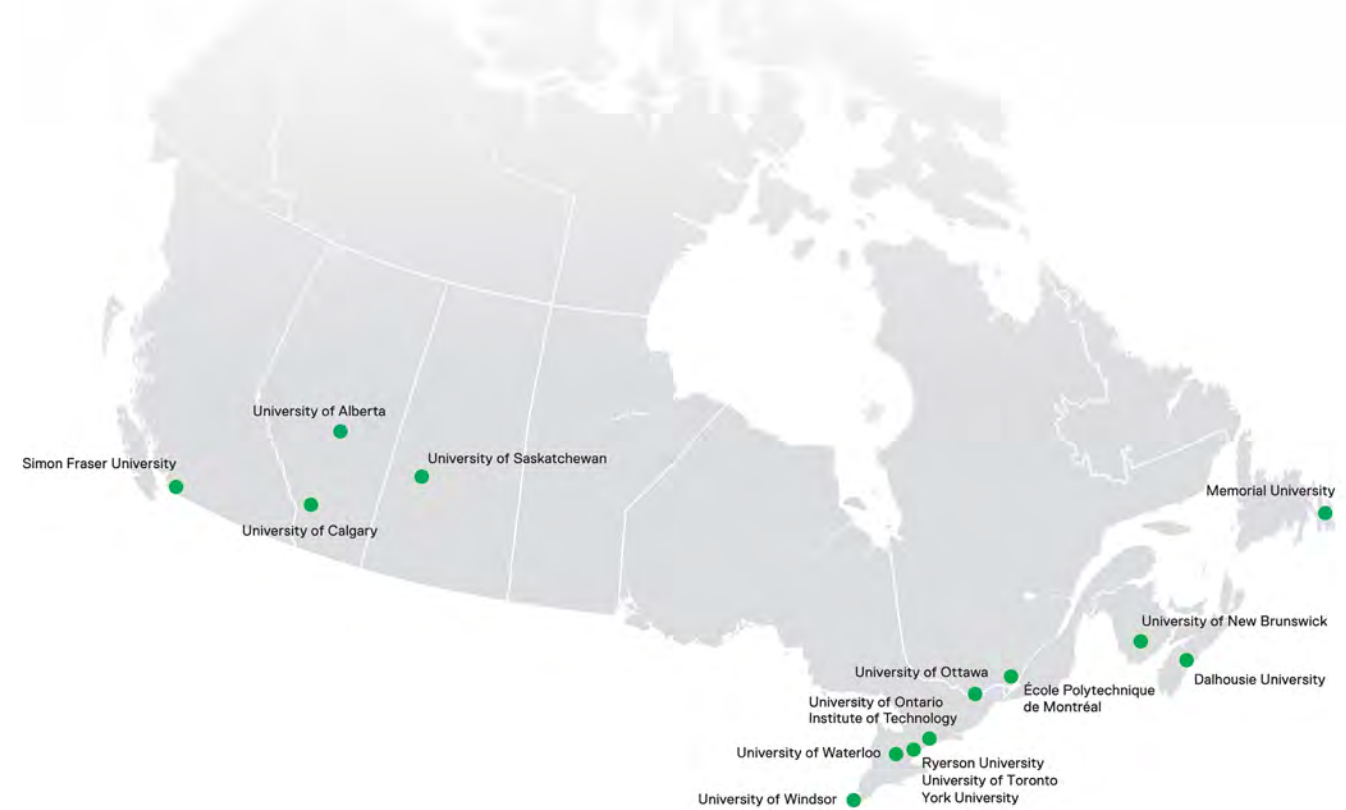 University of Alberta
Simon Fraser University
University of Saskatchewan
University of Calgary
Memorial University
University of New Brunswick
University of Ottawa
Dalhousie University
École Polytechnique
de Montréal
University of Ontario
Institute of Technology
University of Waterloo
Ryerson University
University of Toronto
York University
University of Windsor